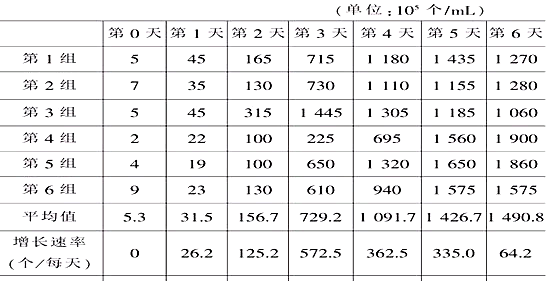 (单位:10⁵ 个/mL)
第 0 天 第 1 天 第 2 天 第 3 天 第 4 天 第 5 天 第 6 天
第 1 组 5 45 165 715 1 180 1 435 1 270
第 2 组 7 35 130 730 1 110 1 155 1 280
第 3 组 5 45 315 1 445 1 305 1 185 1 060
第 4 组 2 22 100 225 695 1 560 1 900
第 5 组 4 19 100 650 1 320 1 650 1 860
第 6 组 9 23 130 610 940 1 575 1 575
平均值 5.3 31.5 156.7 729.2 1 091.7 1 426.7 1 490.8
增长速率
(个/每天) 0 26.2 125.2 572.5 362.5 335.0 64.2